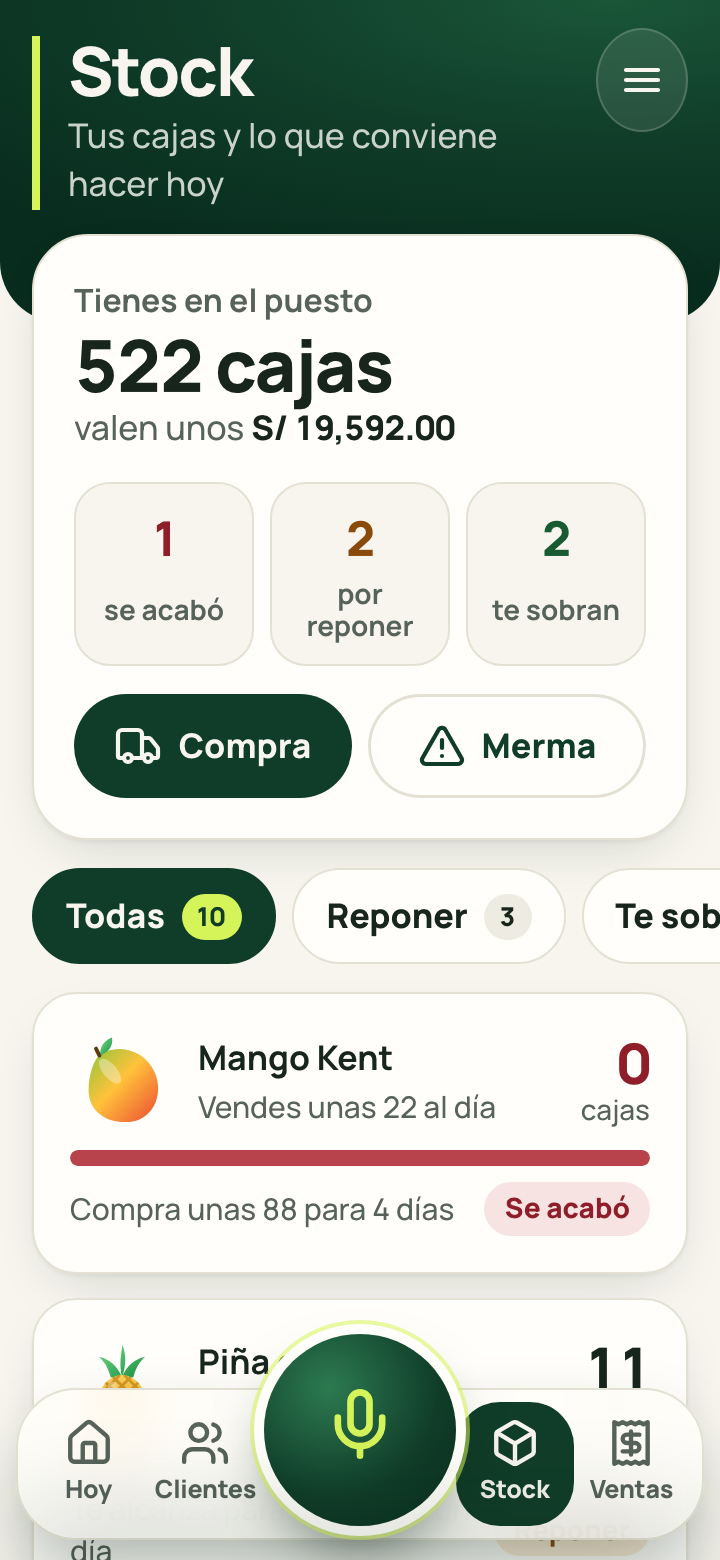 Stock
Tus cajas y lo que conviene
hacer hoy
Tienes en el puesto
522 cajas
valen unos S/ 19,592.00
1
se acabó
2
por
reponer
2
te sobran
Compra
Merma
Todas 10
Reponer 3
Te sob
Mango Kent
0
Vendes unas 22 al día
cajas
Compra unas 88 para 4 días
Se acabó
Piña
11
Hoy
Clientes
Stock
Ventas
Reponer
día